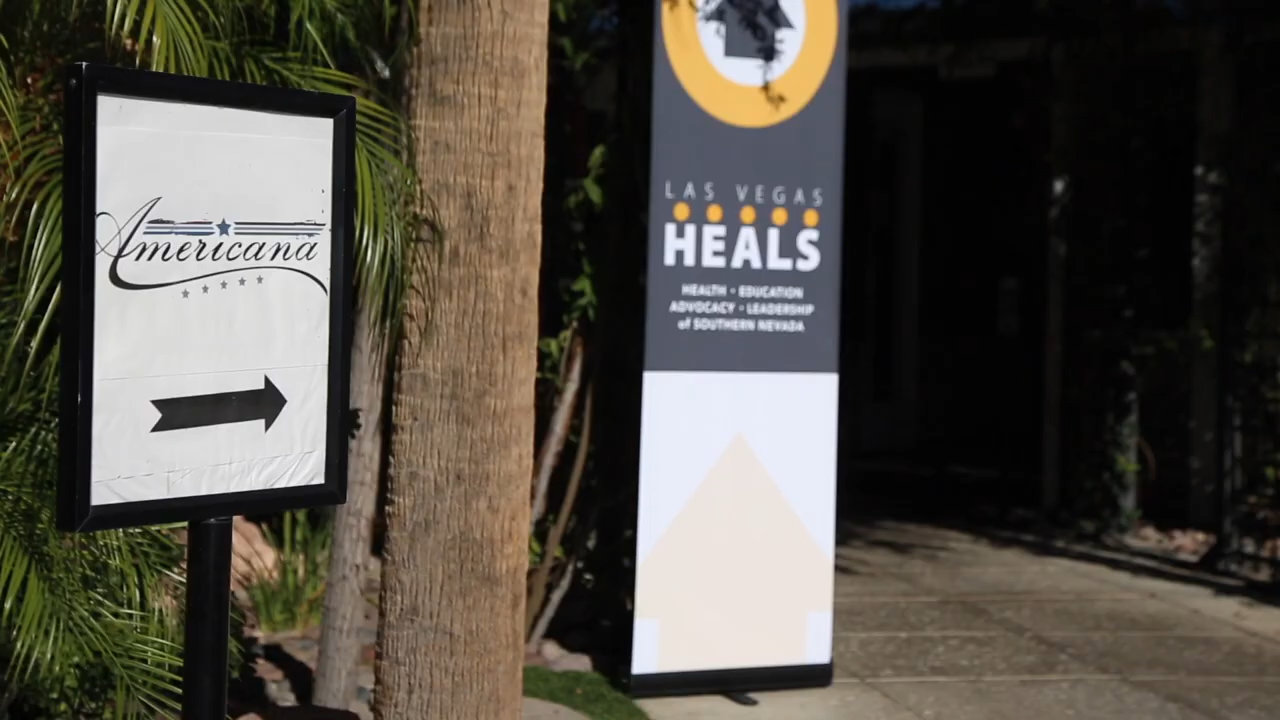 Americana
LAS VEGAS
HEALS
HEALTH • EDUCATION
ADVOCACY • LEADERSHIP
of SOUTHERN NEVADA